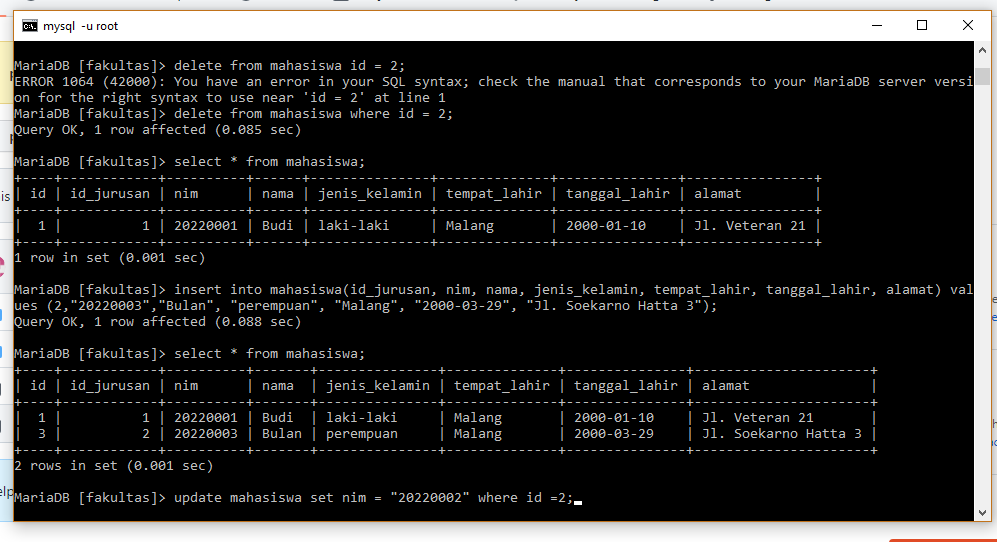 mysql -u root
MariaDB [fakultas]> delete from mahasiswa id = 2;
ERROR 1064 (42000): You have an error in your SQL syntax; check the manual that corresponds to your MariaDB server versi
on for the right syntax to use near 'id = 2' at line 1
MariaDB [fakultas]> delete from mahasiswa where id = 2;
Query OK, 1 row affected (0.085 sec)
MariaDB [fakultas]> select * from mahasiswa;
+----+------------+----------+------+---------------+--------------+---------------+----------------+
| id | id_jurusan | nim      | nama | jenis_kelamin | tempat_lahir | tanggal_lahir | alamat         |
+----+------------+----------+------+---------------+--------------+---------------+----------------+
|  1 |          1 | 20220001 | Budi | laki-laki     | Malang       | 2000-01-10    | Jl. Veteran 21 |
+----+------------+----------+------+---------------+--------------+---------------+----------------+
1 row in set (0.001 sec)
MariaDB [fakultas]> insert into mahasiswa(id_jurusan, nim, nama, jenis_kelamin, tempat_lahir, tanggal_lahir, alamat) val
ues (2,"20220003","Bulan", "perempuan", "Malang", "2000-03-29", "Jl. Soekarno Hatta 3");
Query OK, 1 row affected (0.088 sec)
MariaDB [fakultas]> select * from mahasiswa;
+----+------------+----------+-------+---------------+--------------+---------------+----------------------+
| id | id_jurusan | nim      | nama  | jenis_kelamin | tempat_lahir | tanggal_lahir | alamat               |
+----+------------+----------+-------+---------------+--------------+---------------+----------------------+
|  1 |          1 | 20220001 | Budi  | laki-laki     | Malang       | 2000-01-10    | Jl. Veteran 21       |
|  3 |          2 | 20220003 | Bulan | perempuan     | Malang       | 2000-03-29    | Jl. Soekarno Hatta 3 |
+----+------------+----------+-------+---------------+--------------+---------------+----------------------+
2 rows in set (0.001 sec)
MariaDB [fakultas]> update mahasiswa set nim = "20220002" where id =2;